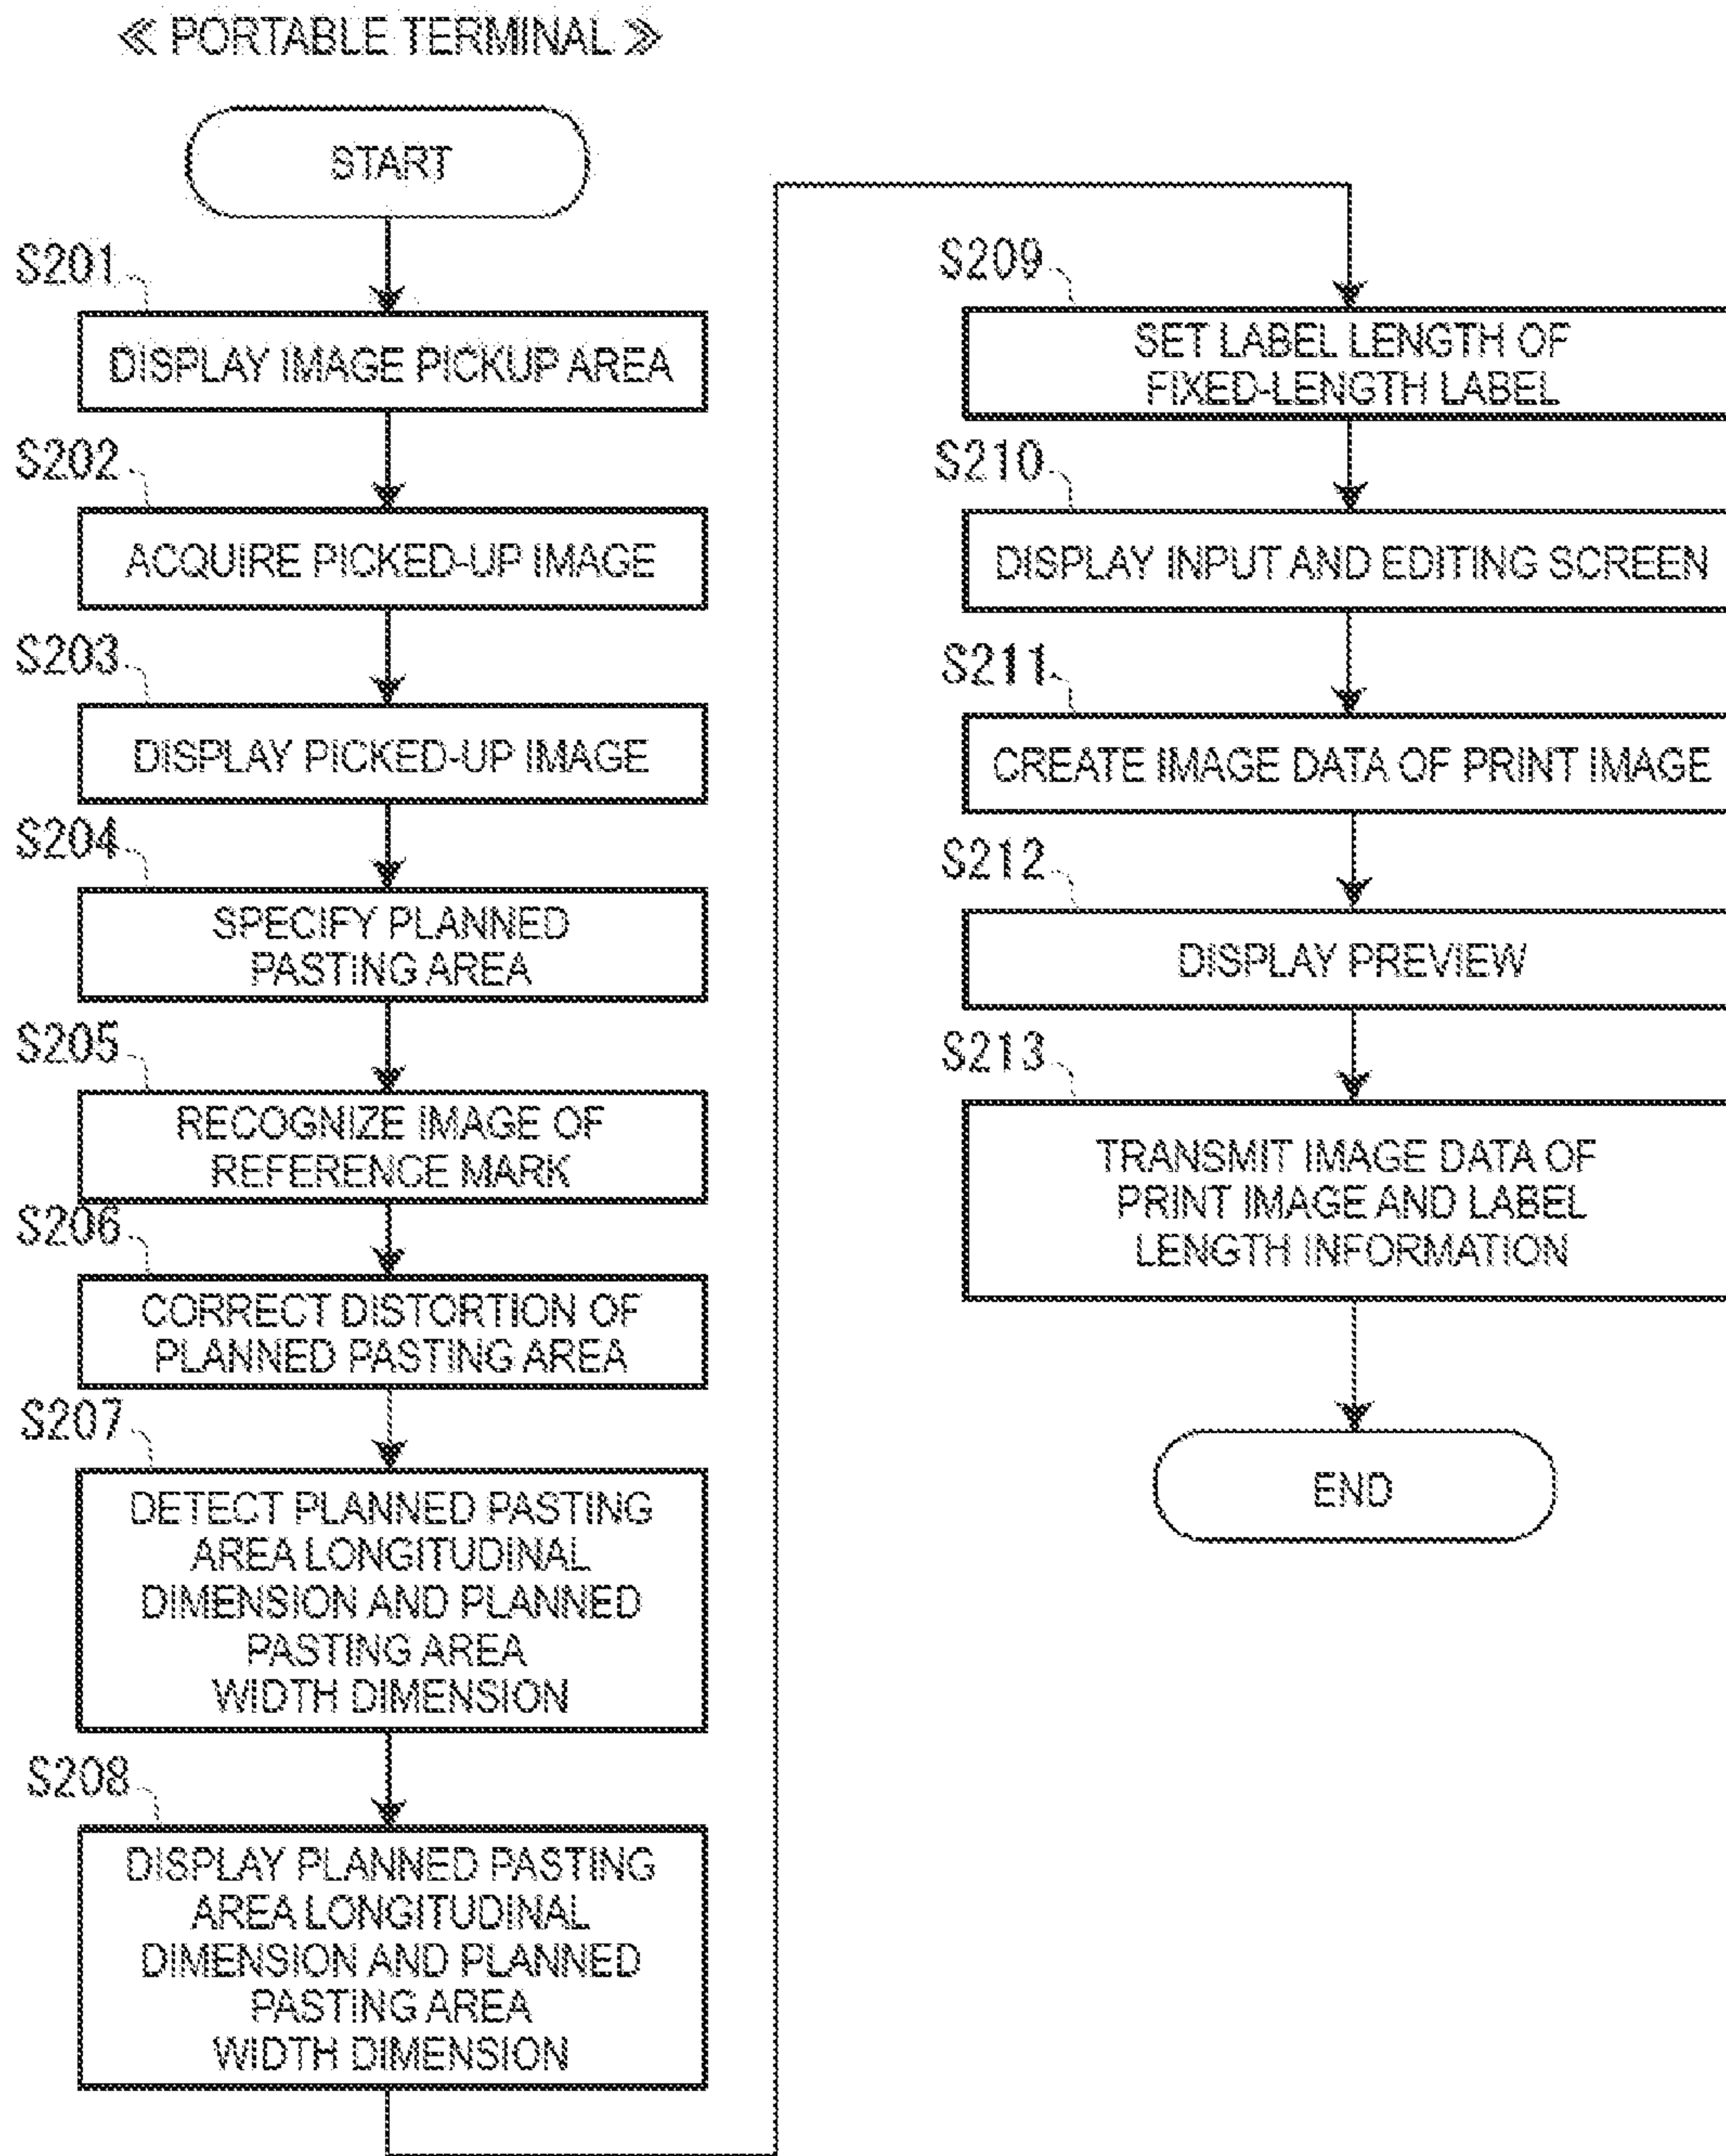 ≪ PORTABLE TERMINAL ≫
START
S201
DISPLAY IMAGE PICKUP AREA
S202
ACQUIRE PICKED-UP IMAGE
S203
DISPLAY PICKED-UP IMAGE
S204
SPECIFY PLANNED
PASTING AREA
S205
RECOGNIZE IMAGE OF
REFERENCE MARK
S206
CORRECT DISTORTION OF
PLANNED PASTING AREA
S207
DETECT PLANNED PASTING
AREA LONGITUDINAL
DIMENSION AND PLANNED
PASTING AREA
WIDTH DIMENSION
S208
DISPLAY PLANNED PASTING
AREA LONGITUDINAL
DIMENSION AND PLANNED
PASTING AREA
WIDTH DIMENSION
S209
SET LABEL LENGTH OF
FIXED-LENGTH LABEL
S210
DISPLAY INPUT AND EDITING SCREEN
S211
CREATE IMAGE DATA OF PRINT IMAGE
S212
DISPLAY PREVIEW
S213
TRANSMIT IMAGE DATA OF
PRINT IMAGE AND LABEL
LENGTH INFORMATION
END